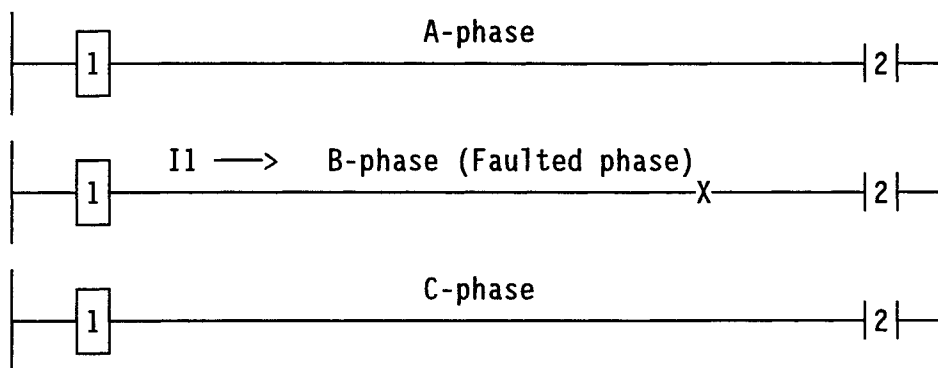 A-phase
1 2
I1 ⟶> B-phase (Faulted phase)
1 X 2
C-phase
1 2